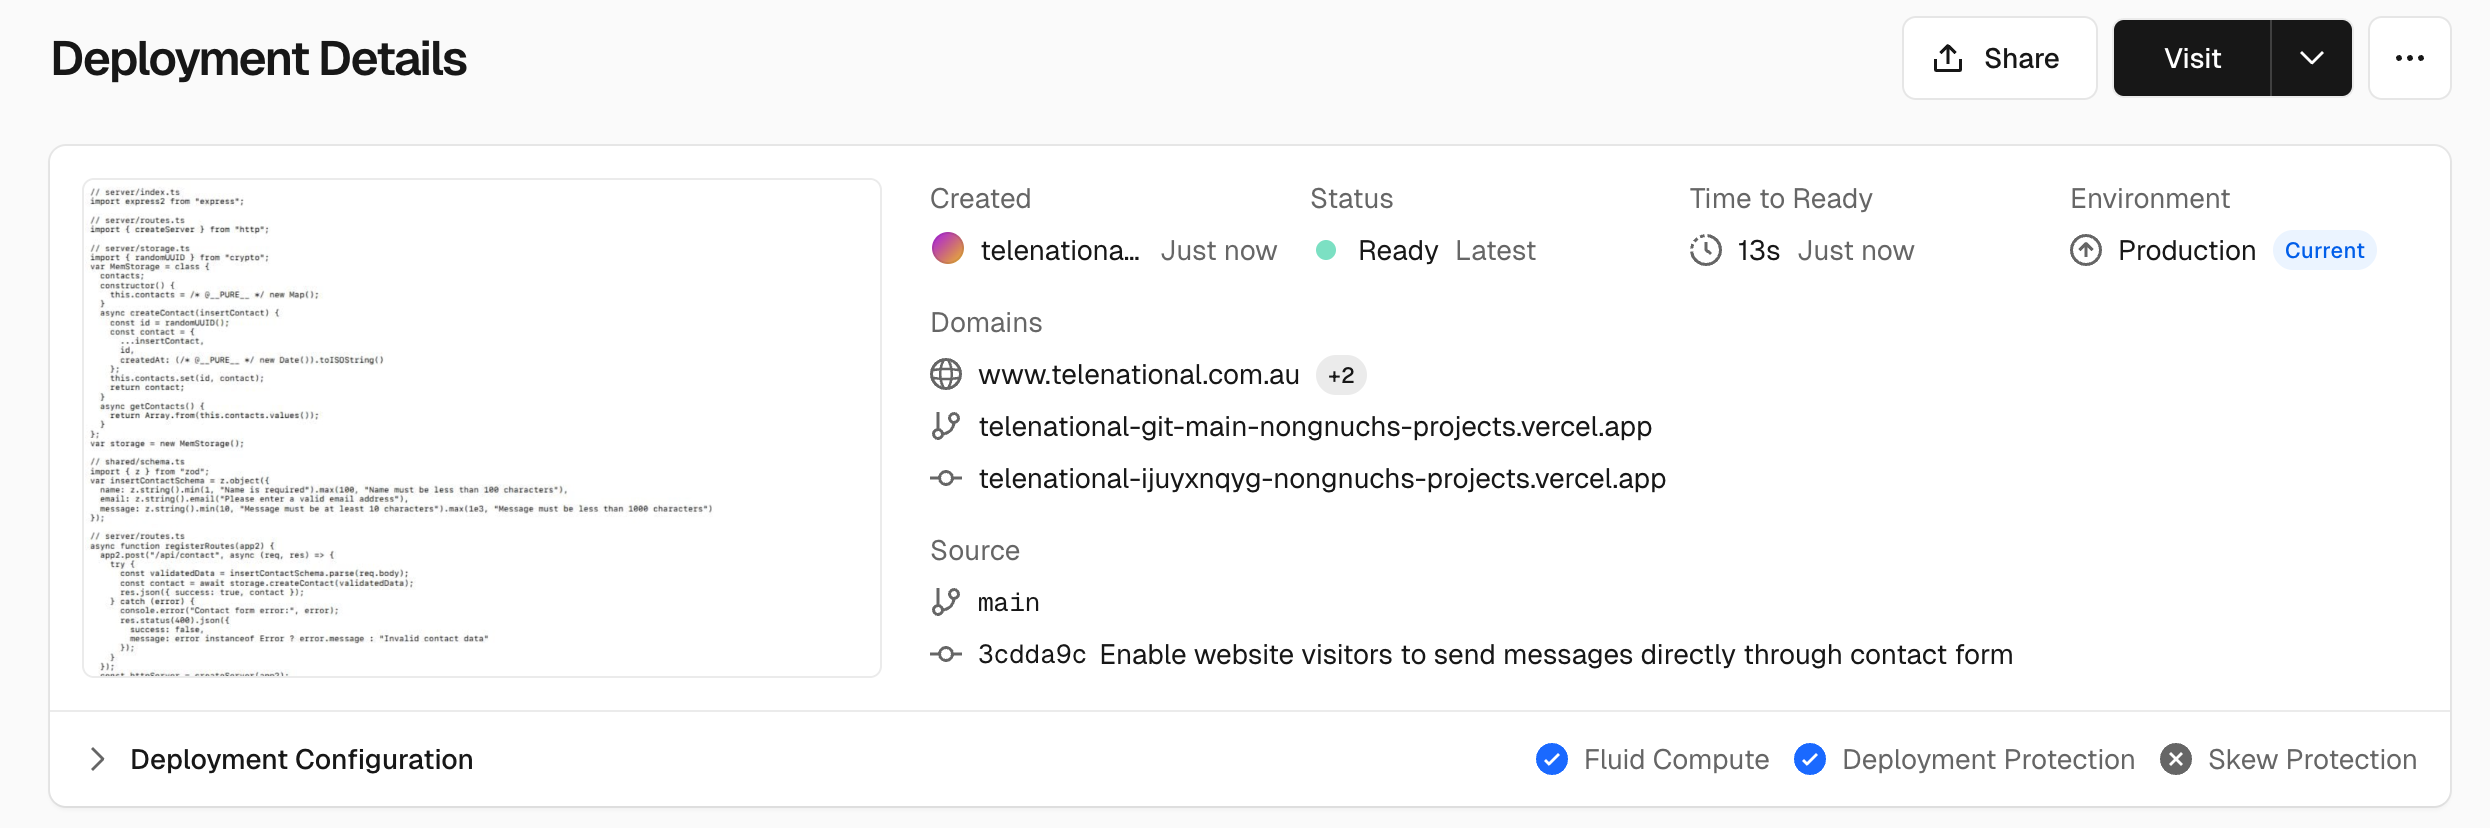 Deployment Details
Share
Visit
// server/index.ts
import express2 from "express";
// server/routes.ts
import { createServer } from "http";
// server/storage.ts
import { randomUUID } from "crypto";
var MemStorage = class {
contacts;
constructor() {
this.contacts = /* @__PURE__ */ new Map();
}
async createContact(insertContact) {
const id = randomUUID();
const contact = {
...insertContact,
id,
createdAt: (/* @__PURE__ */ new Date()).toISOString()
};
this.contacts.set(id, contact);
return contact;
}
async getContacts() {
return Array.from(this.contacts.values());
}
};
var storage = new MemStorage();
// shared/schema.ts
import { z } from "zod";
var insertContactSchema = z.object({
name: z.string().min(1, "Name is required").max(100, "Name must be less than 100 characters"),
email: z.string().email("Please enter a valid email address"),
message: z.string().min(10, "Message must be at least 10 characters").max(1e3, "Message must be less than 1000 characters")
});
// server/routes.ts
async function registerRoutes(app2) {
app2.post("/api/contact", async (req, res) => {
try {
const validatedData = insertContactSchema.parse(req.body);
const contact = await storage.createContact(validatedData);
res.json({ success: true, contact });
} catch (error) {
console.error("Contact form error:", error);
res.status(400).json({
success: false,
message: error instanceof Error ? error.message : "Invalid contact data"
});
}
});
const httpServer = createServer(app2);
Created
telenationa... Just now
Status
Ready Latest
Time to Ready
13s Just now
Environment
Production Current
Domains
www.telenational.com.au +2
telenational-git-main-nongnuchs-projects.vercel.app
telenational-ijuyxnqyg-nongnuchs-projects.vercel.app
Source
main
3cdda9c Enable website visitors to send messages directly through contact form
Deployment Configuration
Fluid Compute
Deployment Protection
Skew Protection